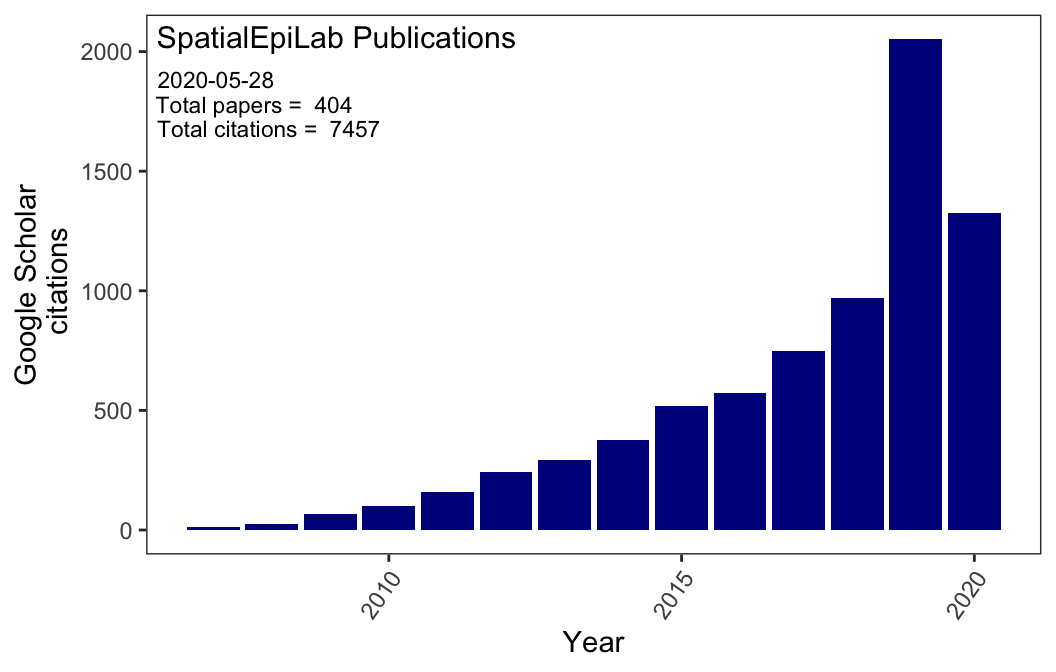 SpatialEpiLab Publications
2020-05-28
Total papers = 404
Total citations = 7457
Google Scholar
citations
2000
1500
1000
500
0
2010
2015
2020
Year